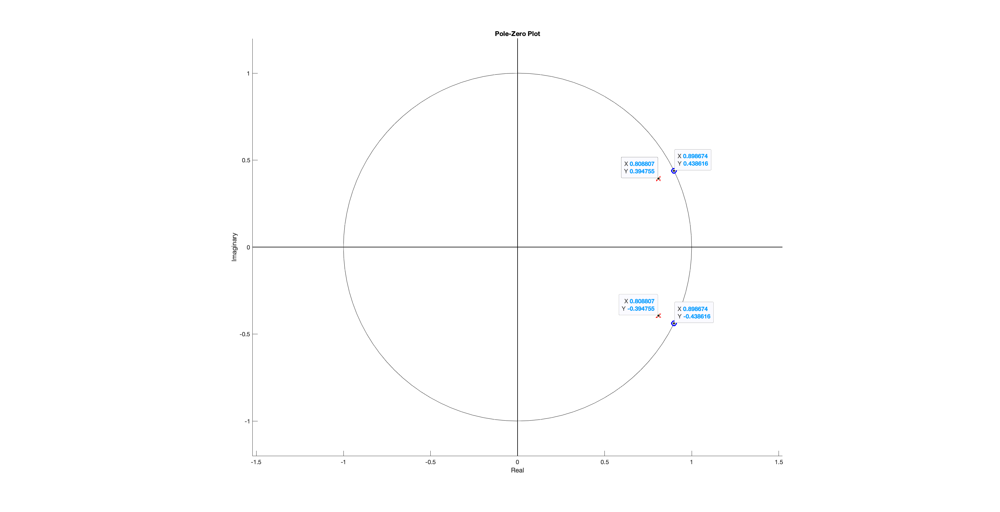 Pole-Zero Plot
1
0.5
0
-0.5
-1
Imaginary
X 0.808807
Y 0.394755
X 0.898674
Y 0.438616
X 0.808807
Y -0.394755
X 0.898674
Y -0.438616
-1.5 -1 -0.5 0 0.5 1 1.5
Real